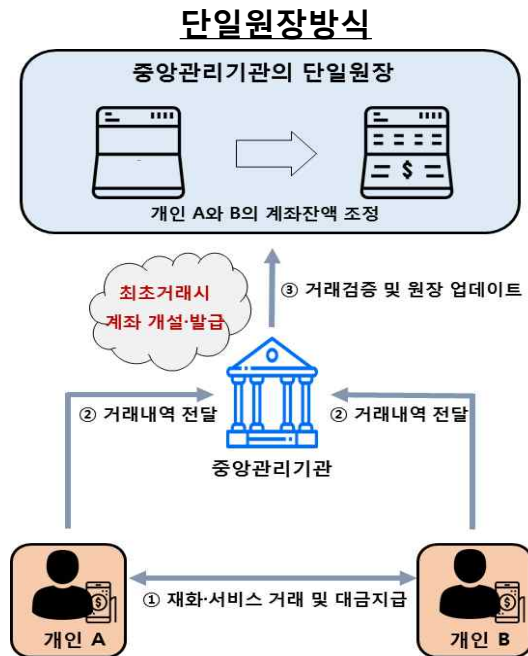 단일원장방식
중앙관리기관의 단일원장
$
개인 A와 B의 계좌잔액 조정
최초거래시
계좌 개설·발급
③ 거래검증 및 원장 업데이트
② 거래내역 전달
② 거래내역 전달
중앙관리기관
① 재화·서비스 거래 및 대금지급
$
$
개인 A
개인 B